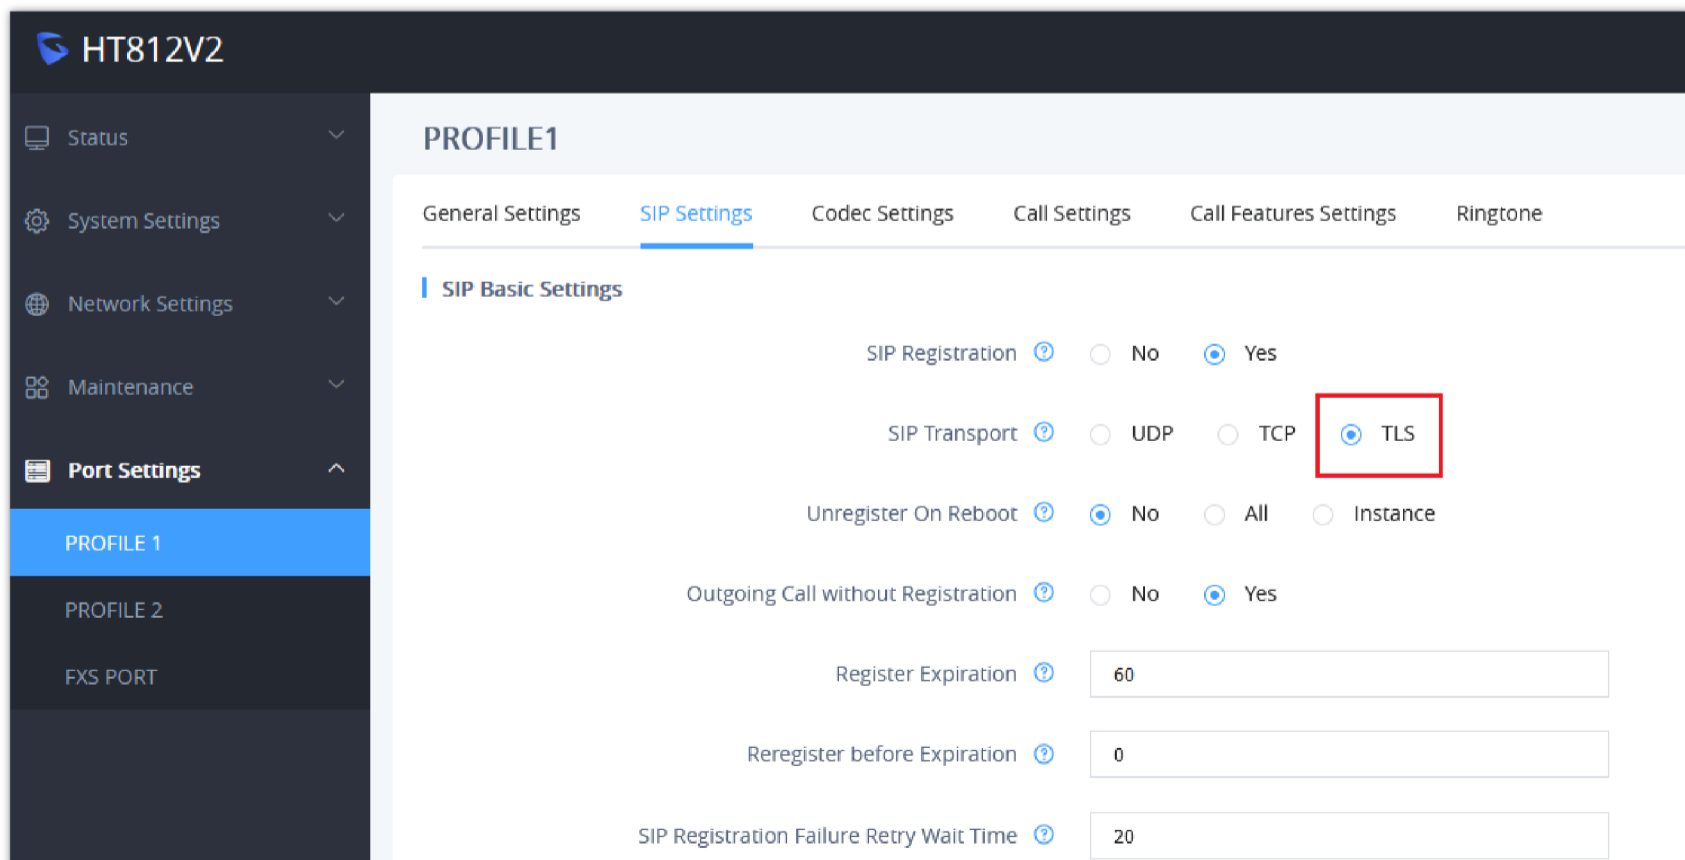 HT812V2
Status
System Settings
Network Settings
Maintenance
Port Settings
PROFILE 1
PROFILE 2
FXS PORT
PROFILE1
General Settings SIP Settings Codec Settings Call Settings Call Features Settings Ringtone
SIP Basic Settings
SIP Registration ? No Yes
SIP Transport ? UDP TCP TLS
Unregister On Reboot ? No All Instance
Outgoing Call without Registration ? No Yes
Register Expiration ? 60
Reregister before Expiration ? 0
SIP Registration Failure Retry Wait Time ? 20